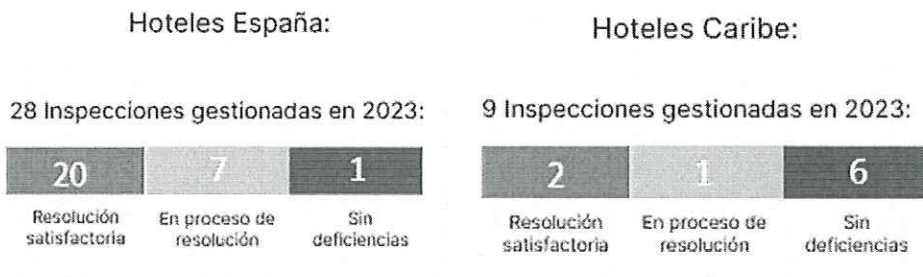 Hoteles España:
28 Inspecciones gestionadas en 2023:
20 7 1
Resolución satisfactoria
En proceso de resolución
Sin deficiencias
Hoteles Caribe:
9 Inspecciones gestionadas en 2023:
2 1 6
Resolución satisfactoria
En proceso de resolución
Sin deficiencias